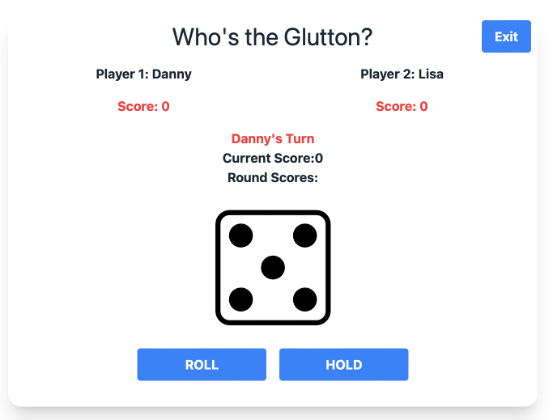 Who's the Glutton?
Exit
Player 1: Danny
Player 2: Lisa
Score: 0
Score: 0
Danny's Turn
Current Score:0
Round Scores:
ROLL
HOLD